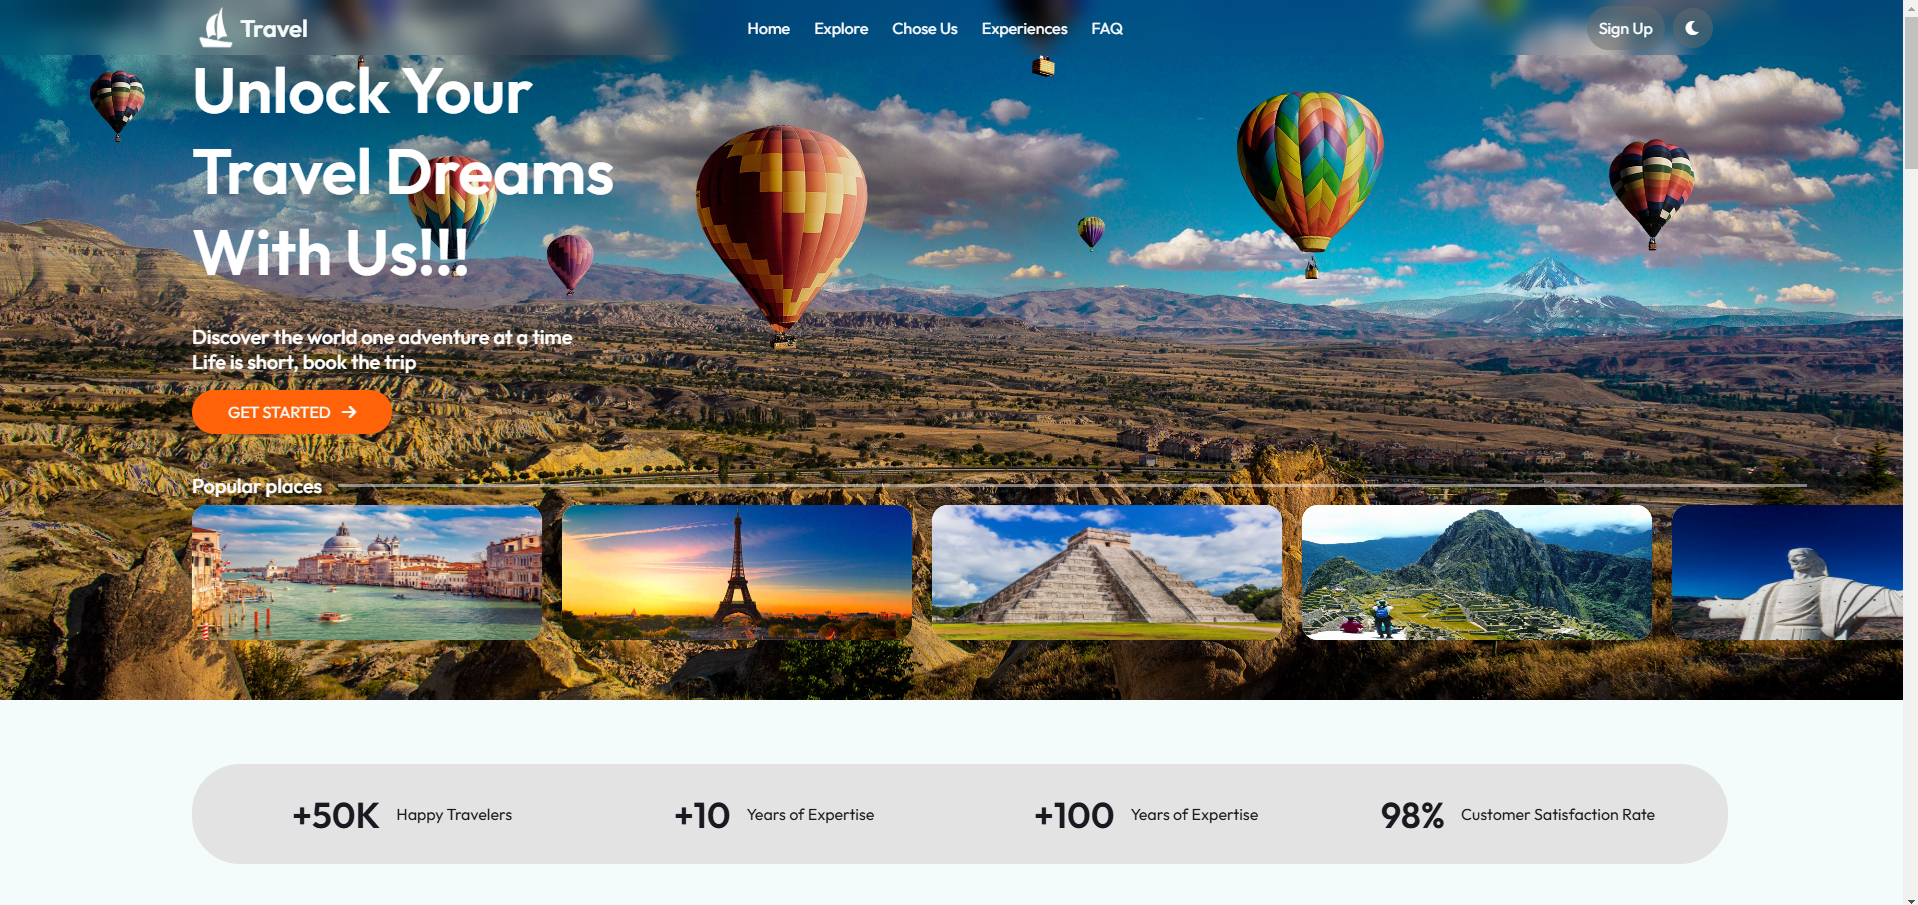 Travel
Home Explore Chose Us Experiences FAQ
Sign Up
Unlock Your
Travel Dreams
With Us!!!
Discover the world one adventure at a time
Life is short, book the trip
GET STARTED
Popular places
+50K Happy Travelers
+10 Years of Expertise
+100 Years of Expertise
98% Customer Satisfaction Rate